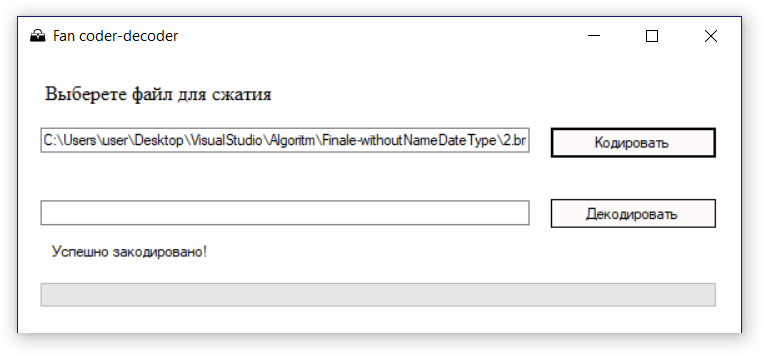 Fan coder-decoder
Выберете файл для сжатия
C:\Users\user\Desktop\VisualStudio\Algoritm\Finale-withoutNameDateType\2.br
Кодировать
Декодировать
Успешно закодировано!